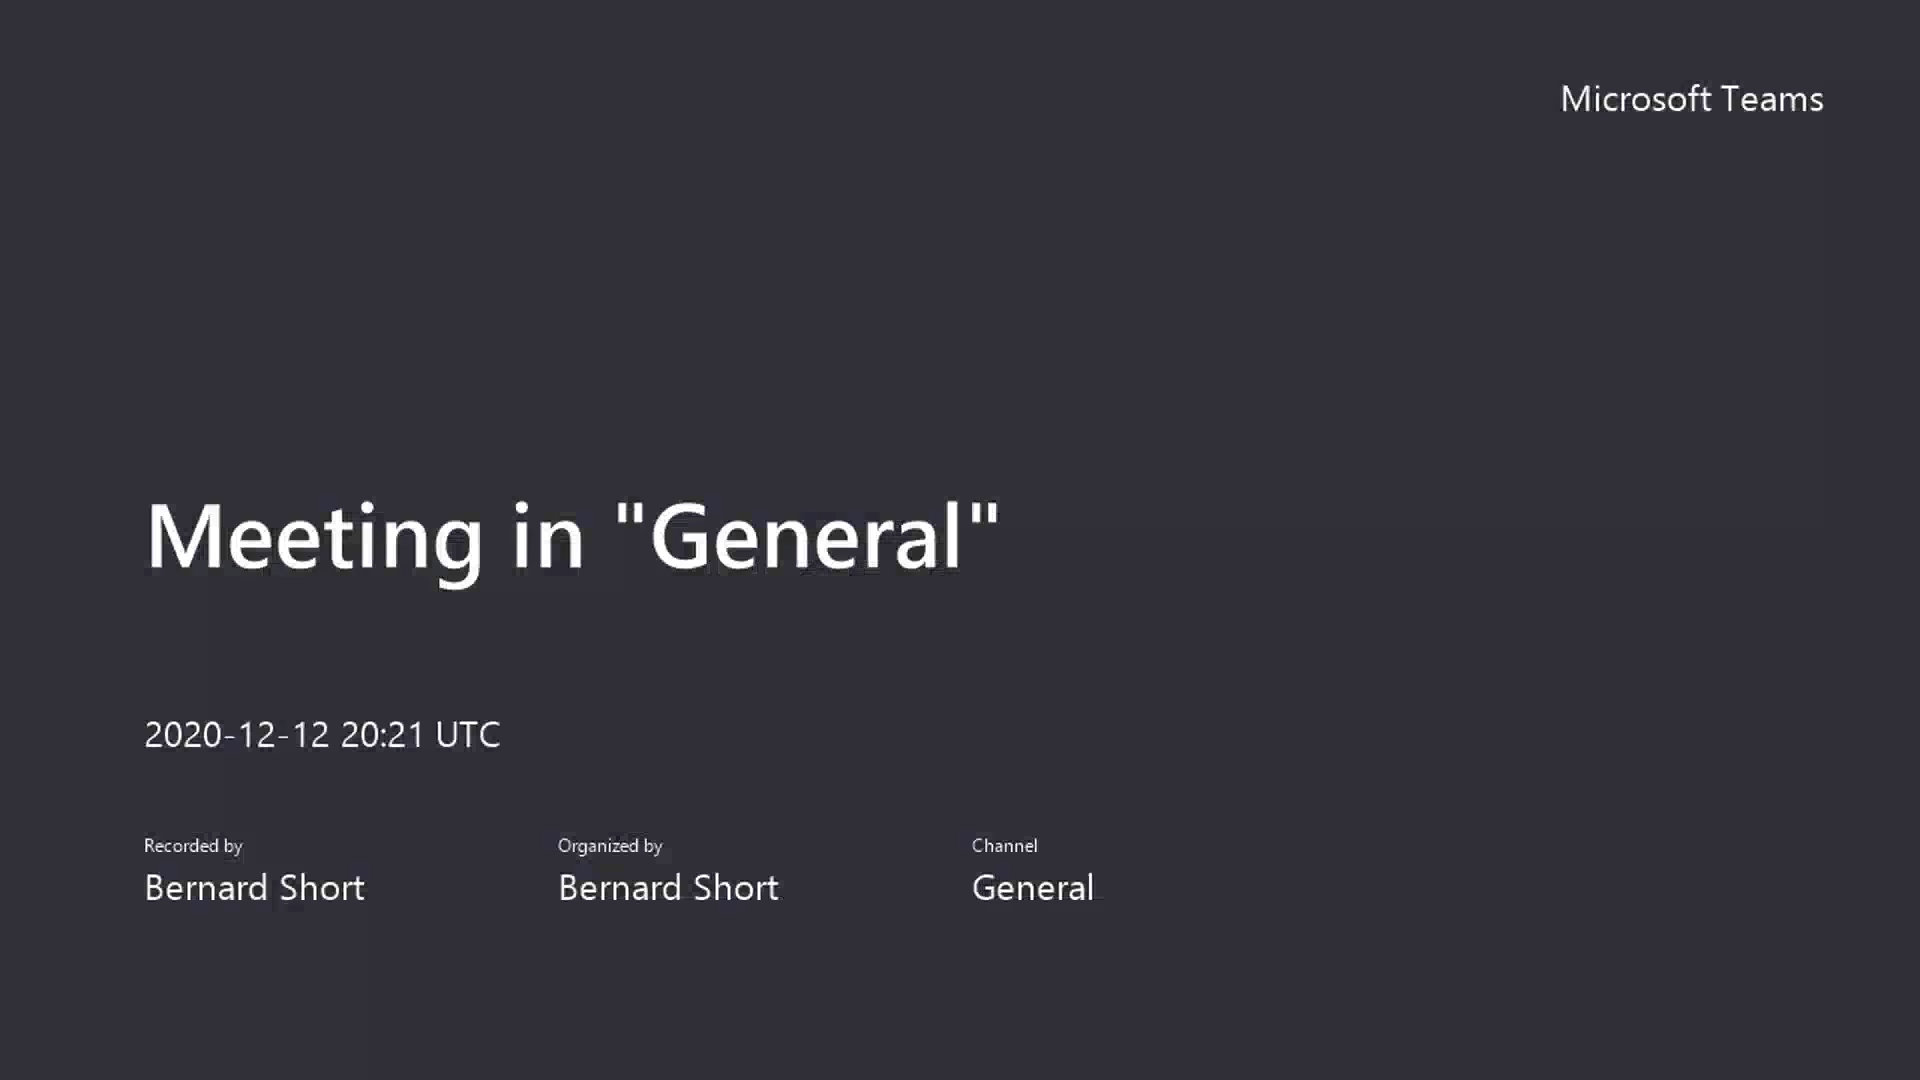 Microsoft Teams
Meeting in "General"
2020-12-12 20:21 UTC
Recorded by
Bernard Short
Organized by
Bernard Short
Channel
General